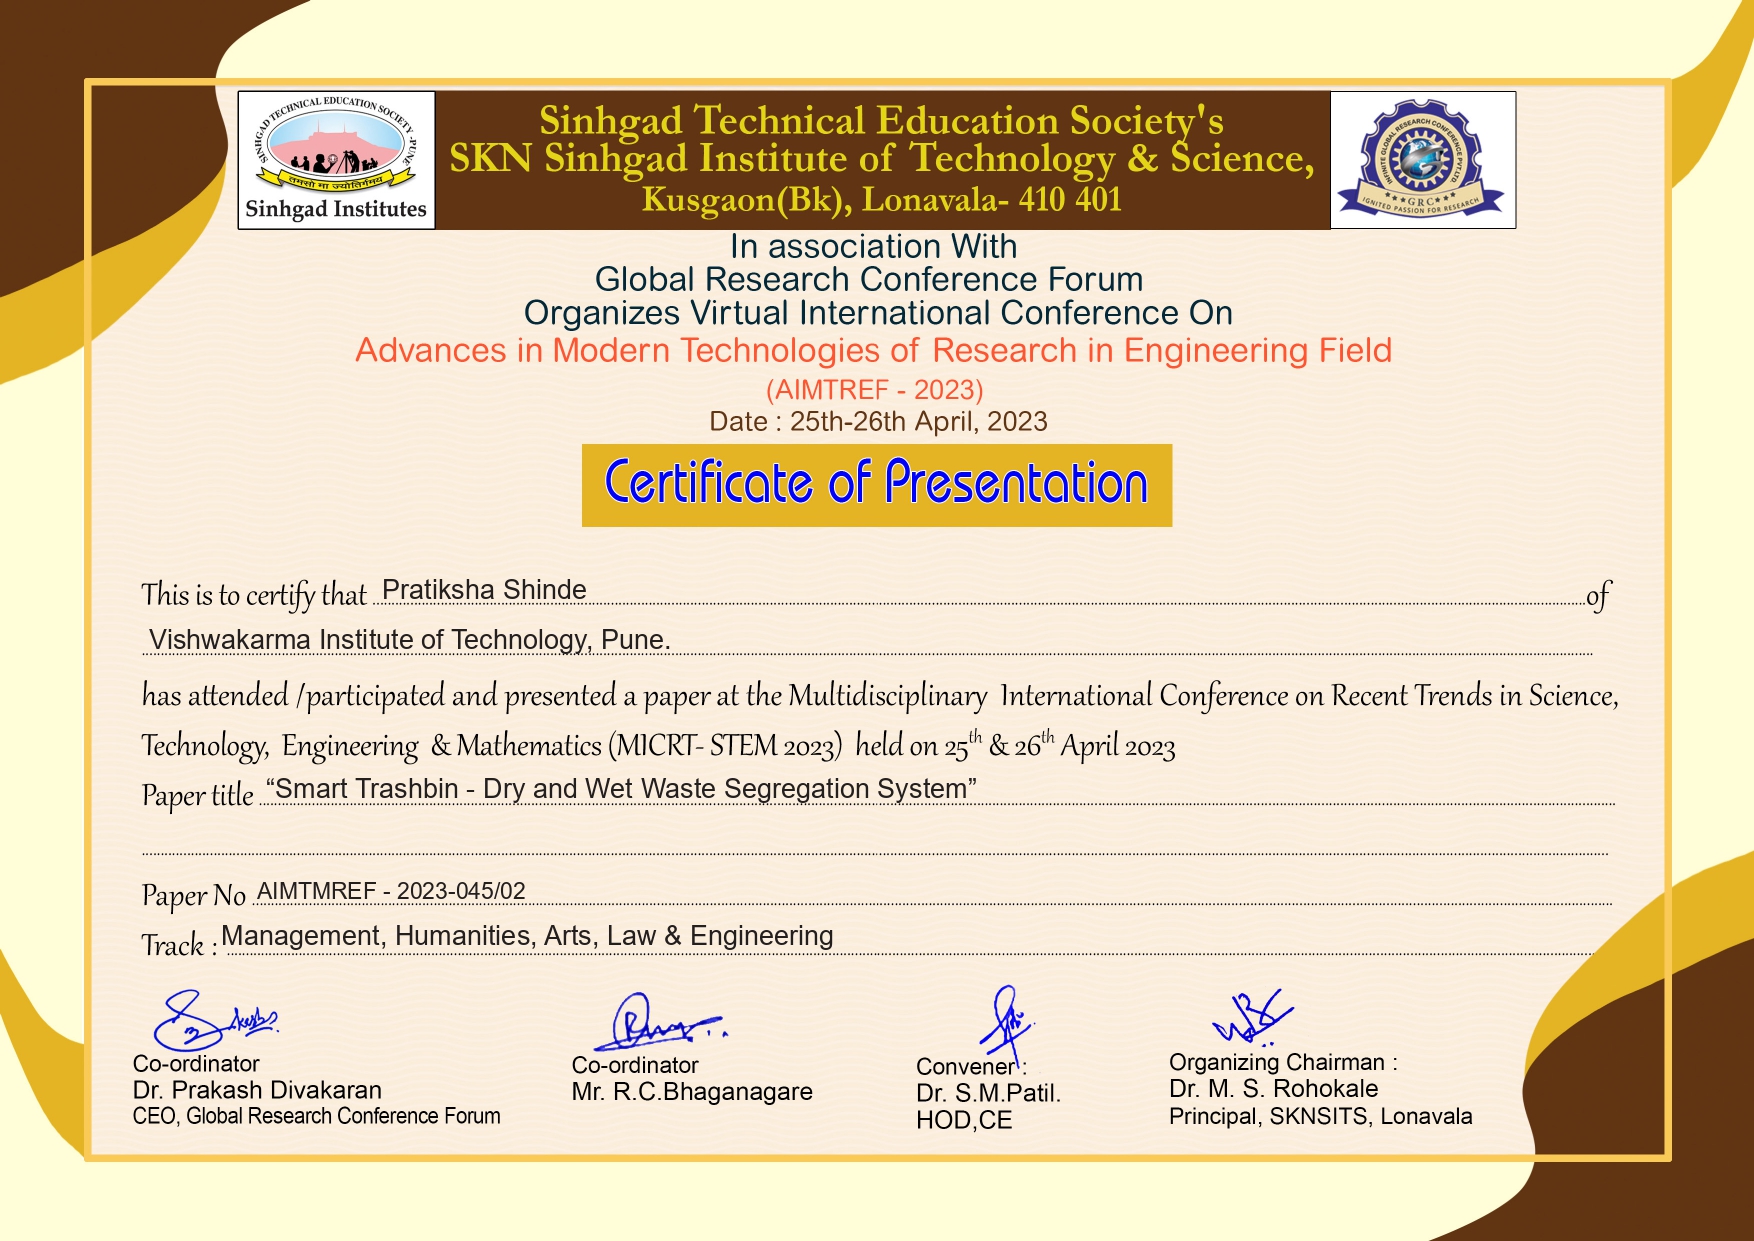 SINHGAD TECHNICAL EDUCATION SOCIETY - PUNE
तमसो मा ज्योतिर्गमय
Sinhgad Institutes
Sinhgad Technical Education Society's
SKN Sinhgad Institute of Technology & Science,
Kusgaon(Bk), Lonavala- 410 401
INFINITE GLOBAL RESEARCH CONFERENCE PVT.LTD
GRC
IGNITED PASSION FOR RESEARCH
In association With
Global Research Conference Forum
Organizes Virtual International Conference On
Advances in Modern Technologies of Research in Engineering Field
(AIMTREF - 2023)
Date : 25th-26th April, 2023
Certificate of Presentation
This is to certify that Pratiksha Shinde of
Vishwakarma Institute of Technology, Pune.
has attended /participated and presented a paper at the Multidisciplinary International Conference on Recent Trends in Science,
Technology, Engineering & Mathematics (MICRT- STEM 2023) held on 25th & 26th April 2023
Paper title “Smart Trashbin - Dry and Wet Waste Segregation System”
Paper No AIMTMREF - 2023-045/02
Track : Management, Humanities, Arts, Law & Engineering
Co-ordinator
Dr. Prakash Divakaran
CEO, Global Research Conference Forum
Co-ordinator
Mr. R.C.Bhaganagare
Convener :
Dr. S.M.Patil.
HOD,CE
Organizing Chairman :
Dr. M. S. Rohokale
Principal, SKNSITS, Lonavala